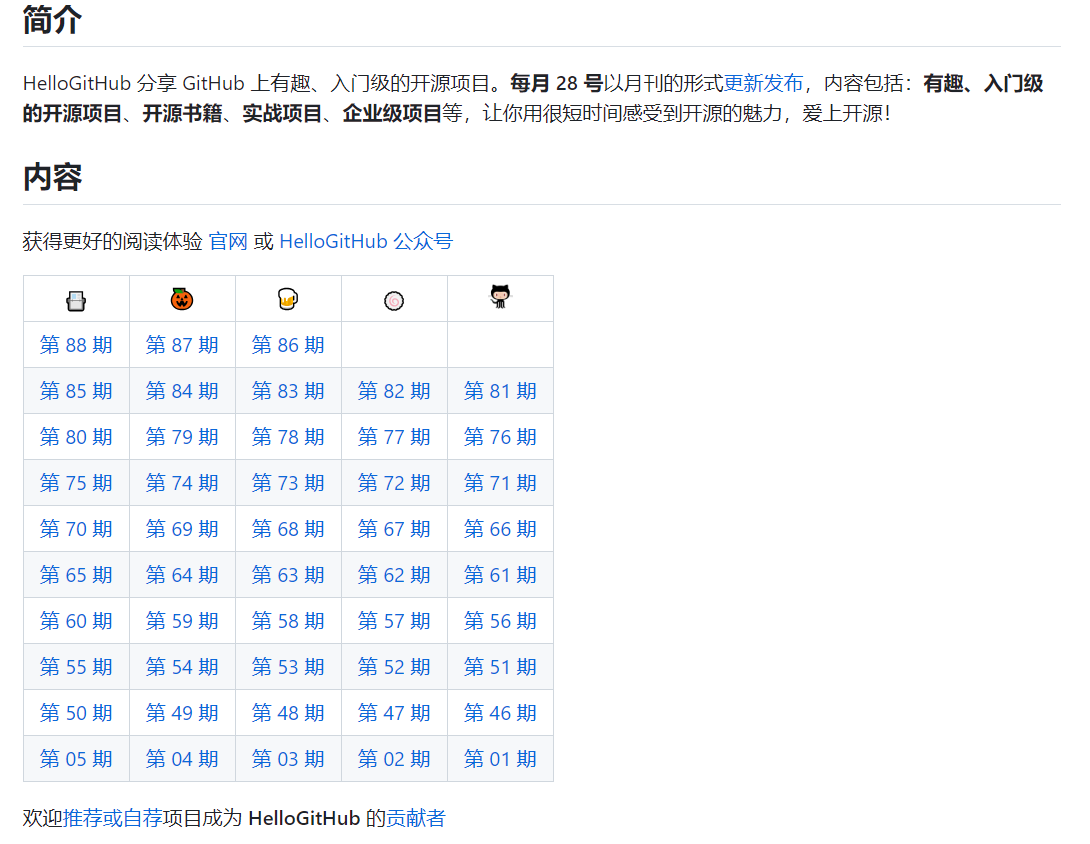 简介
HelloGitHub 分享 GitHub 上有趣、入门级的开源项目。每月 28 号以月刊的形式更新发布，内容包括：有趣、入门级
的开源项目、开源书籍、实战项目、企业级项目等，让你用很短时间感受到开源的魅力，爱上开源！
内容
获得更好的阅读体验 官网 或 HelloGitHub 公众号
第 88 期 第 87 期 第 86 期
第 85 期 第 84 期 第 83 期 第 82 期 第 81 期
第 80 期 第 79 期 第 78 期 第 77 期 第 76 期
第 75 期 第 74 期 第 73 期 第 72 期 第 71 期
第 70 期 第 69 期 第 68 期 第 67 期 第 66 期
第 65 期 第 64 期 第 63 期 第 62 期 第 61 期
第 60 期 第 59 期 第 58 期 第 57 期 第 56 期
第 55 期 第 54 期 第 53 期 第 52 期 第 51 期
第 50 期 第 49 期 第 48 期 第 47 期 第 46 期
第 05 期 第 04 期 第 03 期 第 02 期 第 01 期
欢迎推荐或自荐项目成为 HelloGitHub 的贡献者